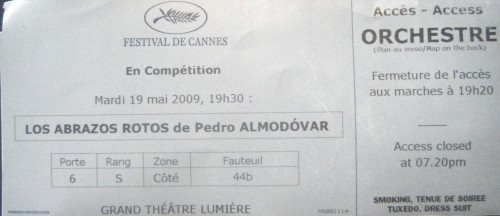 FESTIVAL DE CANNES
En Compétition
Mardi 19 mai 2009, 19h30 :
LOS ABRAZOS ROTOS de Pedro ALMODÓVAR
Porte Rang Zone Fauteuil
6 S Côté 44b
GRAND THÉÂTRE LUMIÈRE
Accès - Access
ORCHESTRE
(Plan au verso/Map on the back)
Fermeture de l'accès
aux marches à 19h20
Access closed
at 07.20pm
SMOKING, TENUE DE SOIREE
TUXEDO, DRESS SUIT